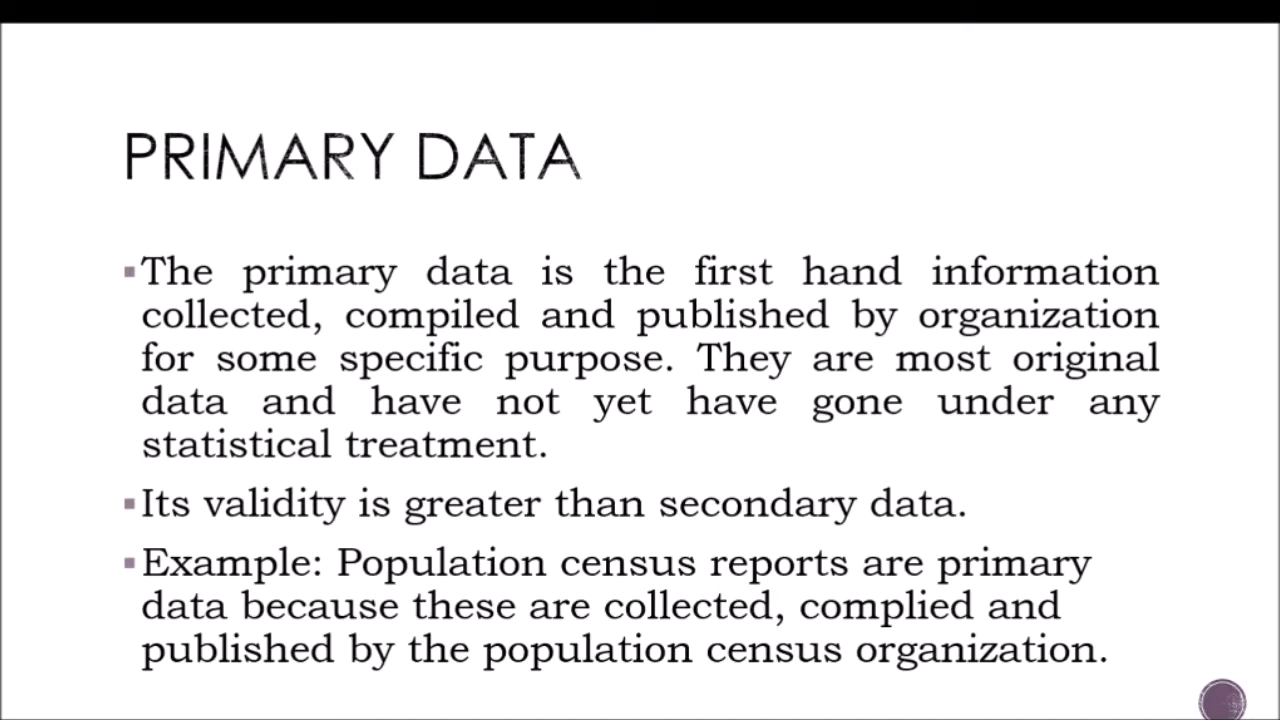 PRIMARY DATA
▪The primary data is the first hand information
collected, compiled and published by organization
for some specific purpose. They are most original
data and have not yet have gone under any
statistical treatment.
▪Its validity is greater than secondary data.
▪Example: Population census reports are primary
data because these are collected, complied and
published by the population census organization.